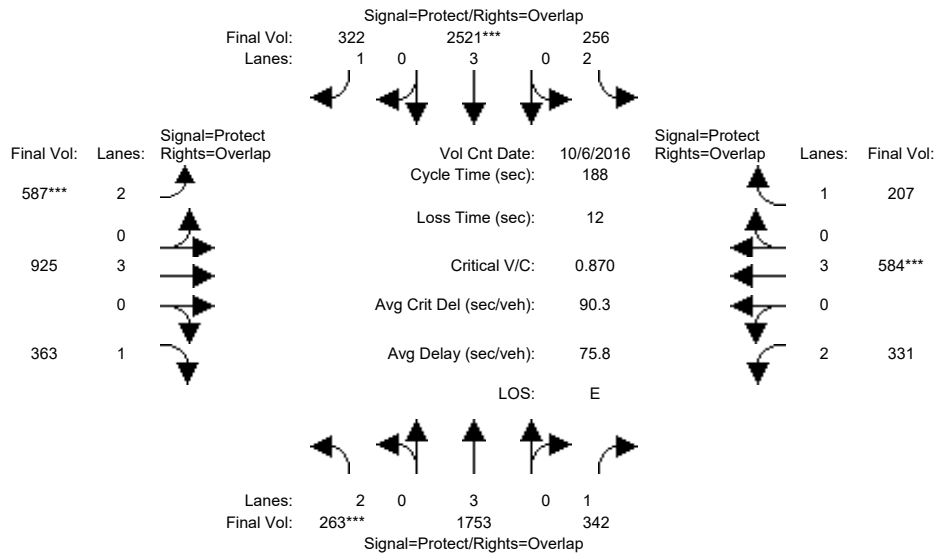 Signal=Protect/Rights=Overlap
Final Vol: 322 2521*** 256
Lanes: 1 0 3 0 2
Signal=Protect
Final Vol: Lanes: Rights=Overlap
Vol Cnt Date: 10/6/2016
Signal=Protect
Rights=Overlap Lanes: Final Vol:
Cycle Time (sec): 188
587*** 2
1 207
Loss Time (sec): 12
0
0
925 3
Critical V/C: 0.870
3 584***
0
Avg Crit Del (sec/veh): 90.3
0
363 1
Avg Delay (sec/veh): 75.8
2 331
LOS: E
Lanes: 2 0 3 0 1
Final Vol: 263*** 1753 342
Signal=Protect/Rights=Overlap